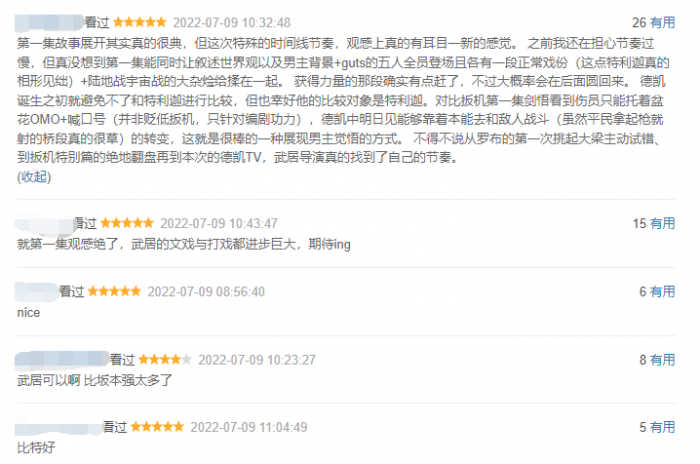 看过 2022-07-09 10:32:48 26 有用
第一集故事展开其实真的很典，但这次特殊的时间线节奏，观感上真的有耳目一新的感觉。 之前我还在担心节奏过
慢，但真没想到第一集能同时让叙述世界观以及男主背景+guts的五人全员登场且各有一段正常戏份（这点特利迦真的
相形见绌）+陆地战宇宙战的大杂烩给揉在一起。 获得力量的那段确实有点赶了，不过大概率会在后面圆回来。 德凯
诞生之初就避免不了和特利迦进行比较，但也幸好他的比较对象是特利迦。对比扳机第一集剑悟看到伤员只能托着盆
花OMO+喊口号（并非贬低扳机，只针对编剧功力），德凯中明日见能够靠着本能去和敌人战斗（虽然平民拿起枪就
射的桥段真的很草）的转变，这就是很棒的一种展现男主觉悟的方式。 不得不说从罗布的第一次挑起大梁主动试错、
到扳机特别篇的绝地翻盘再到本次的德凯TV，武居导演真的找到了自己的节奏。
(收起)
看过 2022-07-09 10:43:47 15 有用
就第一集观感绝了，武居的文戏与打戏都进步巨大，期待ing
看过 2022-07-09 08:56:40 6 有用
nice
看过 2022-07-09 10:23:27 8 有用
武居可以啊 比坂本强太多了
看过 2022-07-09 11:04:49 5 有用
比特好